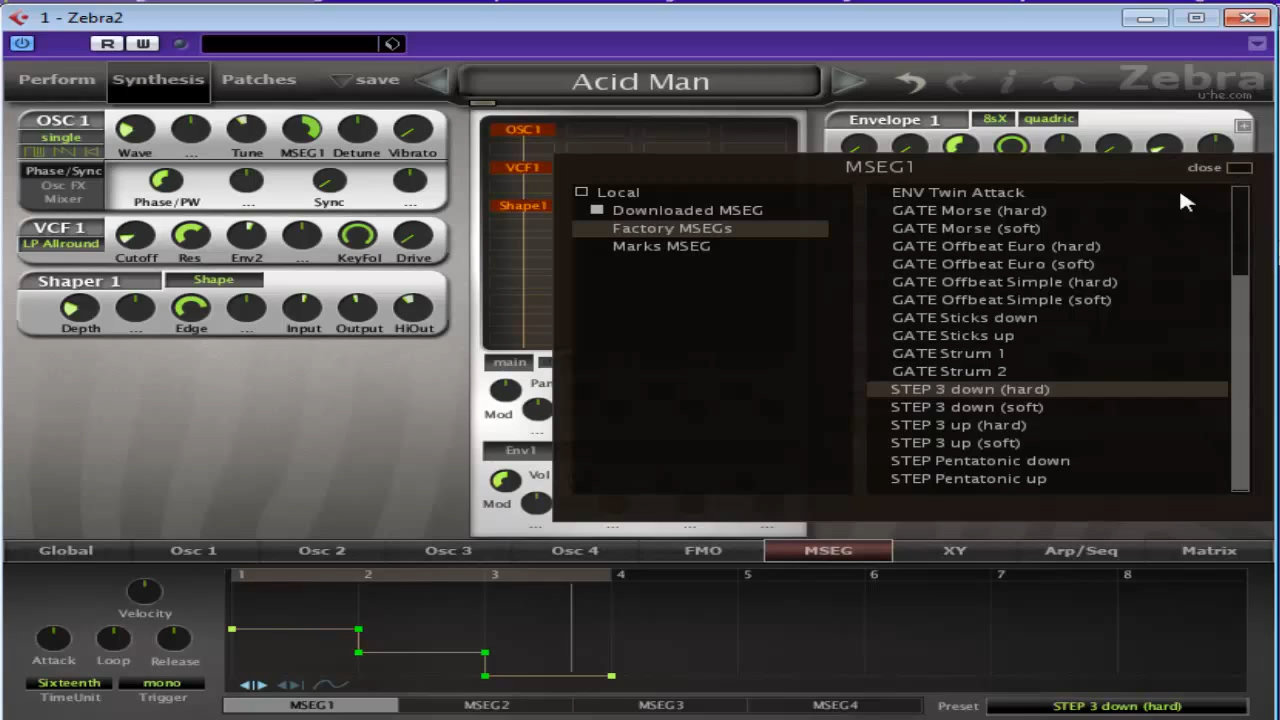 1 - Zebra2
R W
Perform Synthesis Patches save Acid Man Zebra
u-he.com
OSC 1
single
Wave ... Tune MSEG1 Detune Vibrato
Phase/Sync
Osc FX
Mixer
Phase/PW ... Sync ...
VCF 1
LP Allround
Cutoff Res Env2 ... KeyFol Drive
Shaper 1 Shape
Depth ... Edge ... Input Output HiOut
OSC1
VCF1
Shape1
main
Pan
Mod
...
Env1
Vol
Mod
... ... ... ...
Envelope 1 8sX quadric
MSEG1 close
Local
Downloaded MSEG
Factory MSEGs
Marks MSEG
ENV Twin Attack
GATE Morse (hard)
GATE Morse (soft)
GATE Offbeat Euro (hard)
GATE Offbeat Euro (soft)
GATE Offbeat Simple (hard)
GATE Offbeat Simple (soft)
GATE Sticks down
GATE Sticks up
GATE Strum 1
GATE Strum 2
STEP 3 down (hard)
STEP 3 down (soft)
STEP 3 up (hard)
STEP 3 up (soft)
STEP Pentatonic down
STEP Pentatonic up
Global Osc 1 Osc 2 Osc 3 Osc 4 FMO MSEG XY Arp/Seq Matrix
1 2 3 4 5 6 7 8
Velocity
Attack Loop Release
Sixteenth mono
TimeUnit Trigger
MSEG1 MSEG2 MSEG3 MSEG4 Preset STEP 3 down (hard)